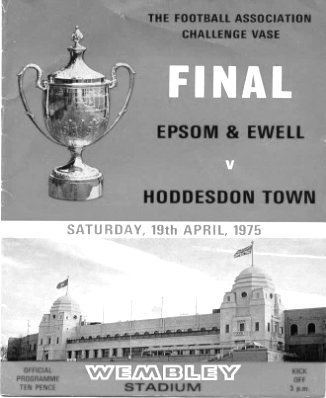 THE FOOTBALL ASSOCIATION
CHALLENGE VASE
FINAL
EPSOM & EWELL
v
HODDESDON TOWN
SATURDAY, 19th APRIL, 1975
OFFICIAL
PROGRAMME
TEN PENCE
WEMBLEY
STADIUM
KICK
OFF
3 p.m.